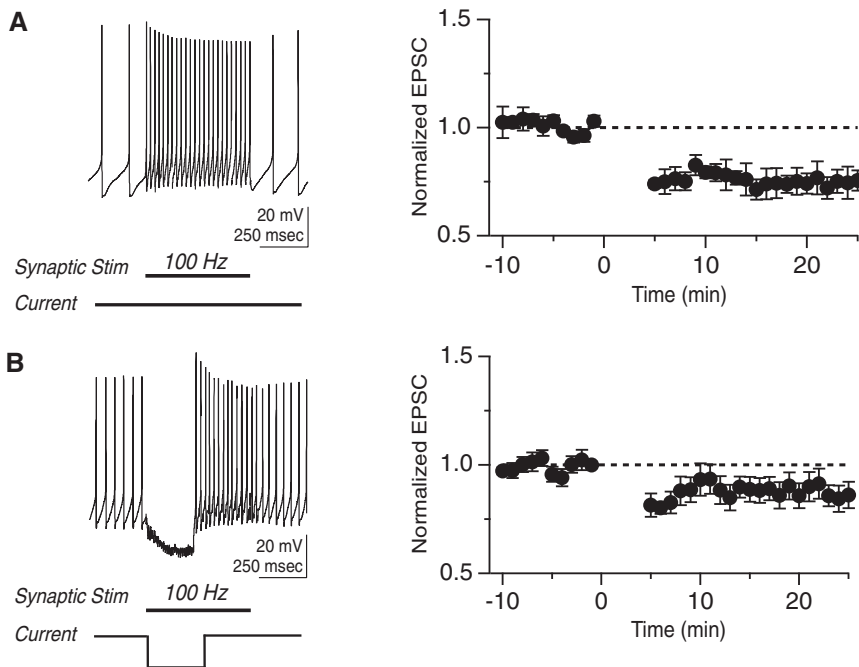 A
20 mV
250 msec
Synaptic Stim 100 Hz
Current
Normalized EPSC
1.5
1.0
0.5
-10 0 10 20
Time (min)
B
20 mV
250 msec
Synaptic Stim 100 Hz
Current
Normalized EPSC
1.5
1.0
0.5
-10 0 10 20
Time (min)